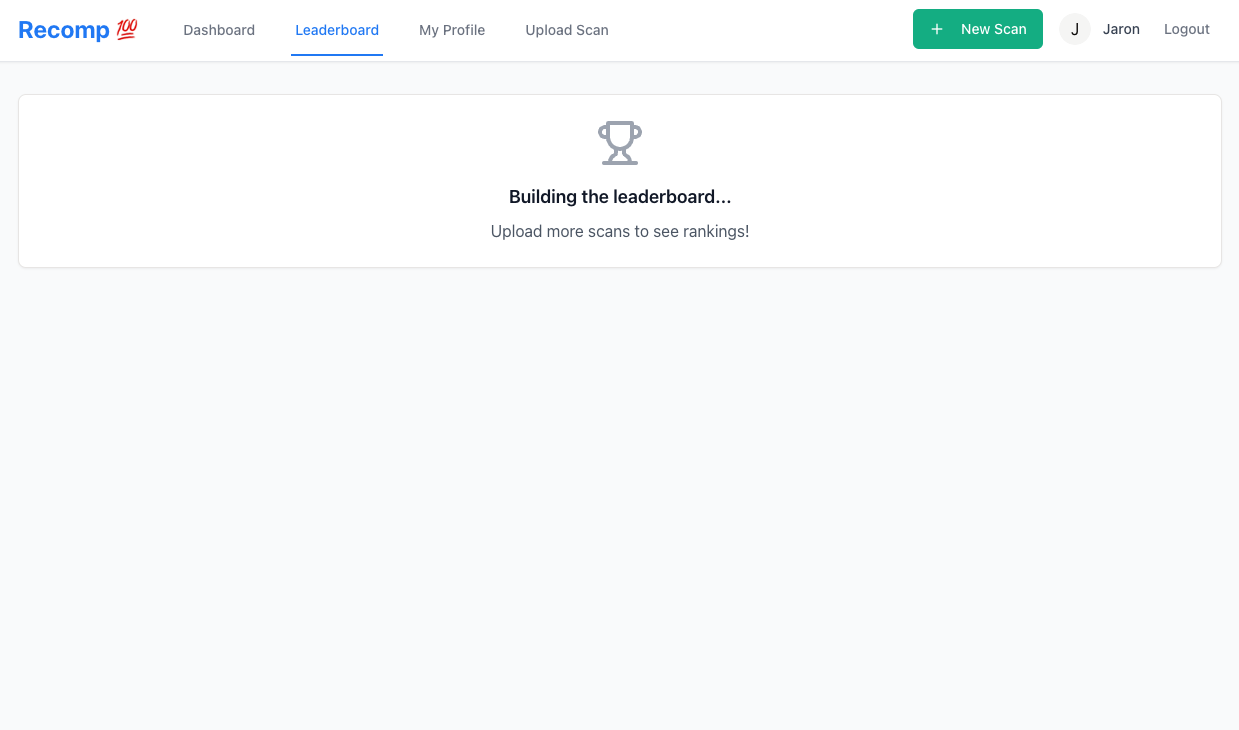 Recomp 💯
Dashboard
Leaderboard
My Profile
Upload Scan
+ New Scan
J
Jaron
Logout
Building the leaderboard...
Upload more scans to see rankings!